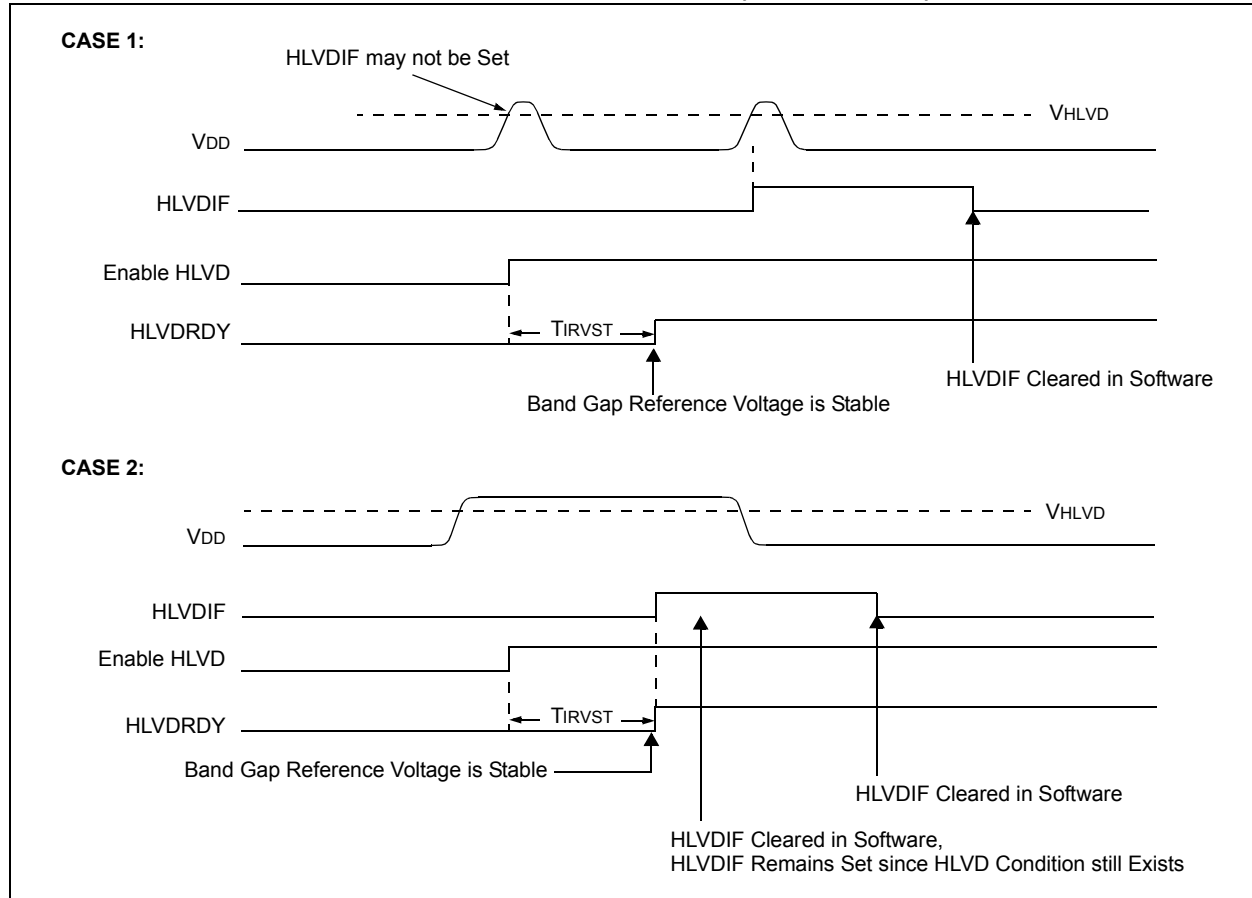 CASE 1:
HLVDIF may not be Set
VHLVD
VDD
HLVDIF
Enable HLVD
HLVDRDY
TIRVST
HLVDIF Cleared in Software
Band Gap Reference Voltage is Stable
CASE 2:
VHLVD
VDD
HLVDIF
Enable HLVD
HLVDRDY
TIRVST
Band Gap Reference Voltage is Stable
HLVDIF Cleared in Software
HLVDIF Cleared in Software,
HLVDIF Remains Set since HLVD Condition still Exists